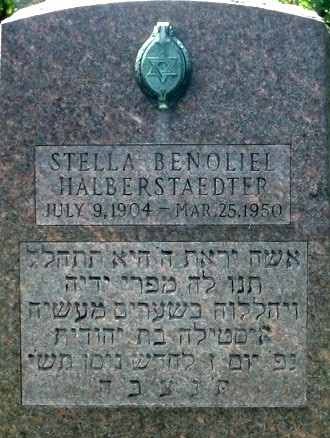 STELLA BENOLIEL
HALBERSTAEDTER
JULY 9, 1904 – MAR. 25, 1950
אשה יראת ה' היא תתהלל
תנו לה מפרי ידיה
ויהללוה בשערים מעשיה
איסטילה בת יהודית
נפ' יום ז לחדש ניסן תש״י
ת' נ צ ב ה